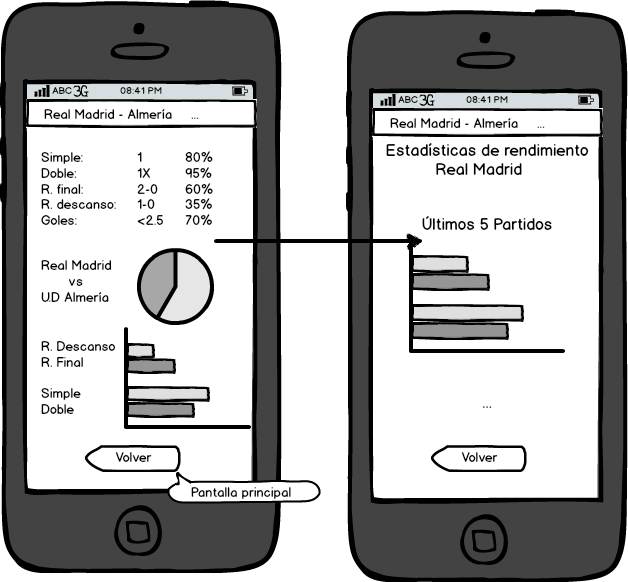 ABC 3G 08:41 PM
Real Madrid - Almería ...
Simple: 1 80%
Doble: 1X 95%
R. final: 2-0 60%
R. descanso: 1-0 35%
Goles: <2.5 70%
Real Madrid
vs
U.D Almería
R. Descanso
R. Final
Simple
Doble
Volver
Pantalla principal
ABC 3G 08:41 PM
Real Madrid - Almería ...
Estadísticas de rendimiento
Real Madrid
Últimos 5 Partidos
...
Volver